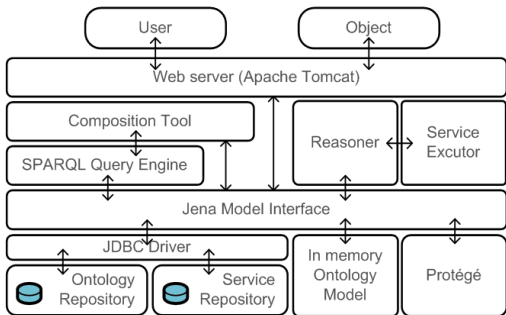 User
Object
Web server (Apache Tomcat)
Composition Tool
SPARQL Query Engine
Reasoner
Service
Excutor
Jena Model Interface
JDBC Driver
Ontology
Repository
Service
Repository
In memory
Ontology
Model
Protégé